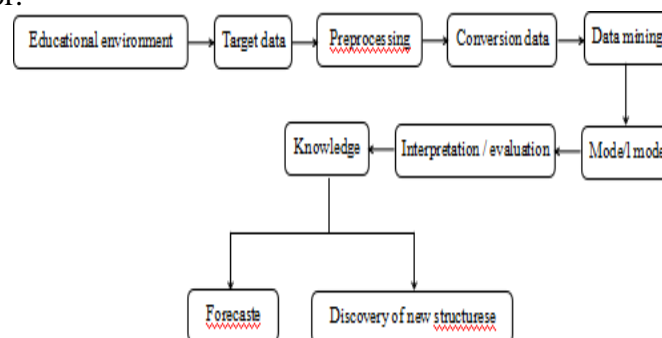 or:
Educational environment
Target data
Preprocessing
Conversion data
Data mining
Knowledge
Interpretation / evaluation
Mode/l mode
Forecaste
Discovery of new structurese